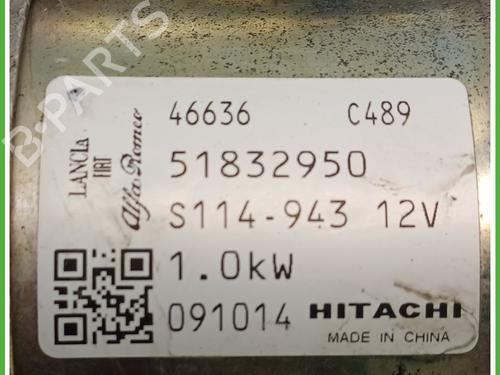 B-PARTS
LANCIA
FIAT
Alfa Romeo
46636 C489
51832950
S114-943 12V
1.0kW
091014 HITACHI
MADE IN CHINA